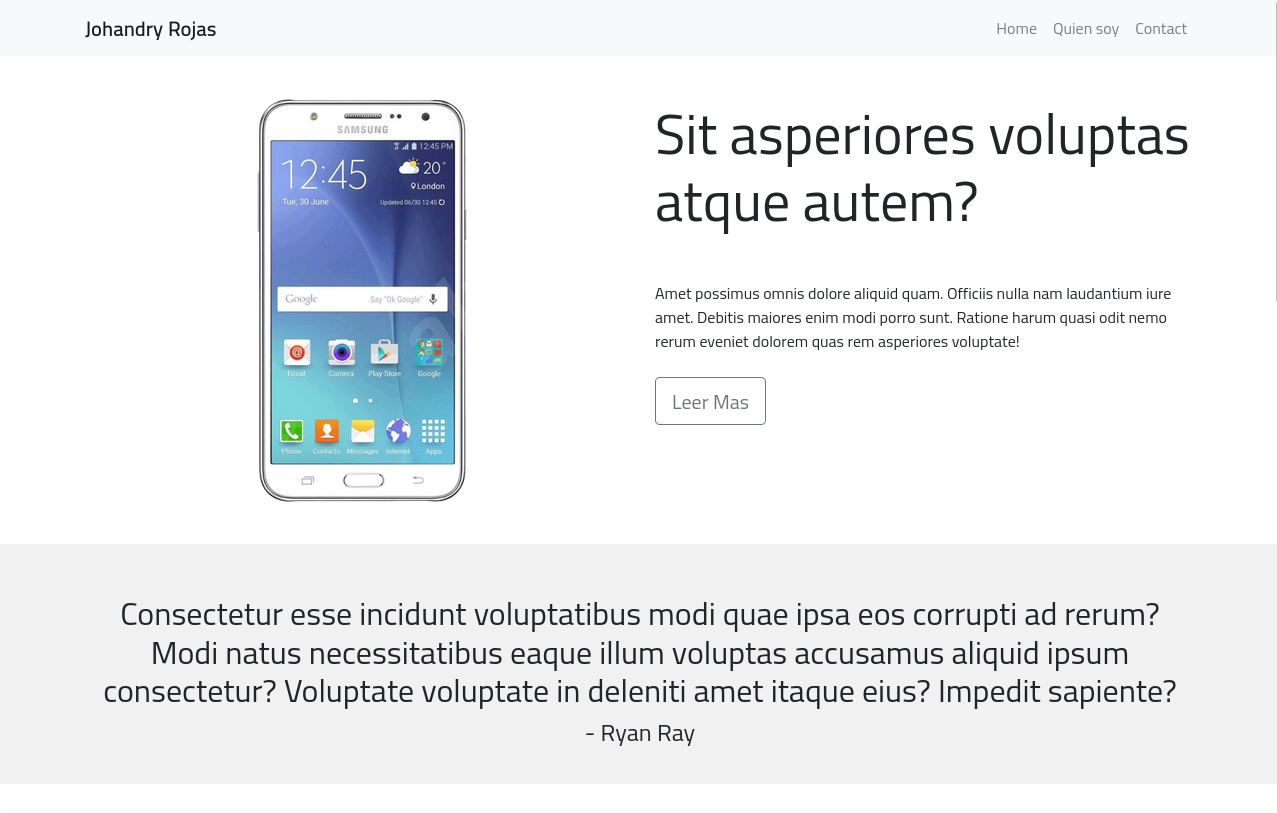 Johandry Rojas
Home Quien soy Contact
SAMSUNG
12:45 PM
12:45
20°
London
Tue, 30 June
Updated 06/30 12:45
Google
Say "Ok Google"
Email Camera Play Store Google
Phone Contacts Messages Internet Apps
Sit asperiores voluptas
atque autem?
Amet possimus omnis dolore aliquid quam. Officiis nulla nam laudantium iure
amet. Debitis maiores enim modi porro sunt. Ratione harum quasi odit nemo
rerum eveniet dolorem quas rem asperiores voluptate!
Leer Mas
Consectetur esse incidunt voluptatibus modi quae ipsa eos corrupti ad rerum?
Modi natus necessitatibus eaque illum voluptas accusamus aliquid ipsum
consectetur? Voluptate voluptate in deleniti amet itaque eius? Impedit sapiente?
- Ryan Ray